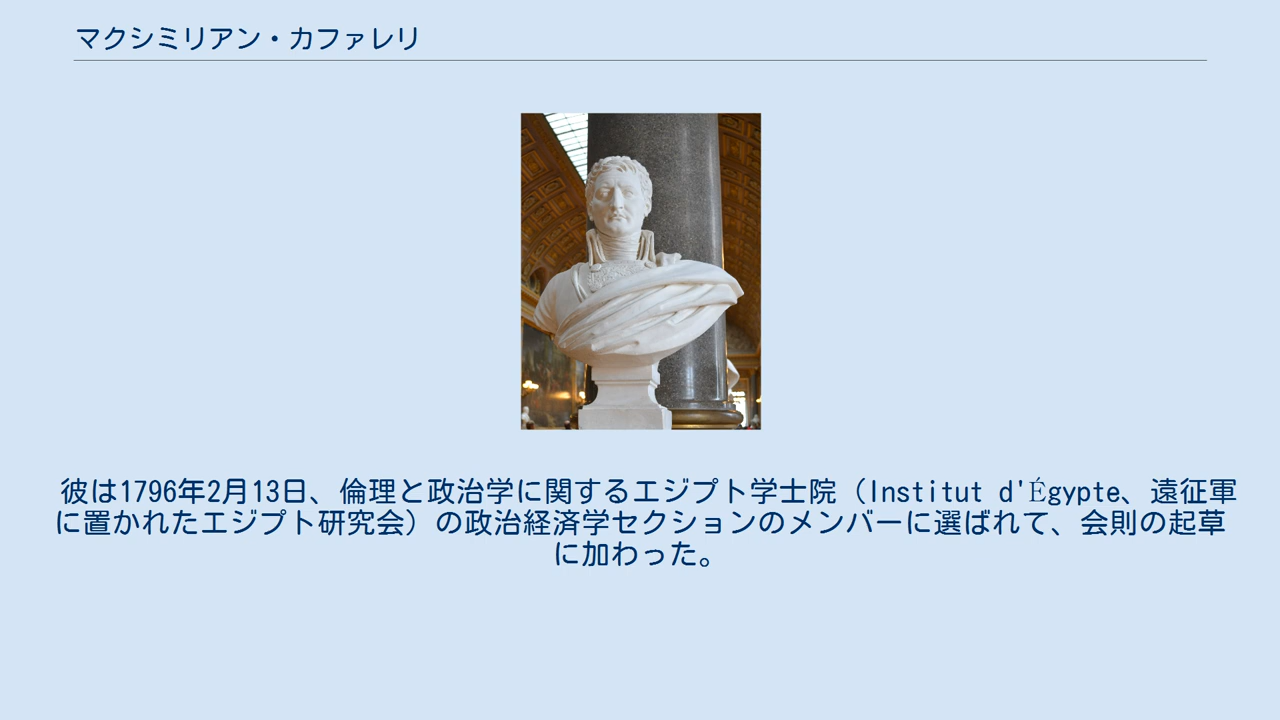 マクシミリアン・カファレリ
彼は1796年2月13日、倫理と政治学に関するエジプト学士院（Institut d'Égypte、遠征軍
に置かれたエジプト研究会）の政治経済学セクションのメンバーに選ばれて、会則の起草
に加わった。